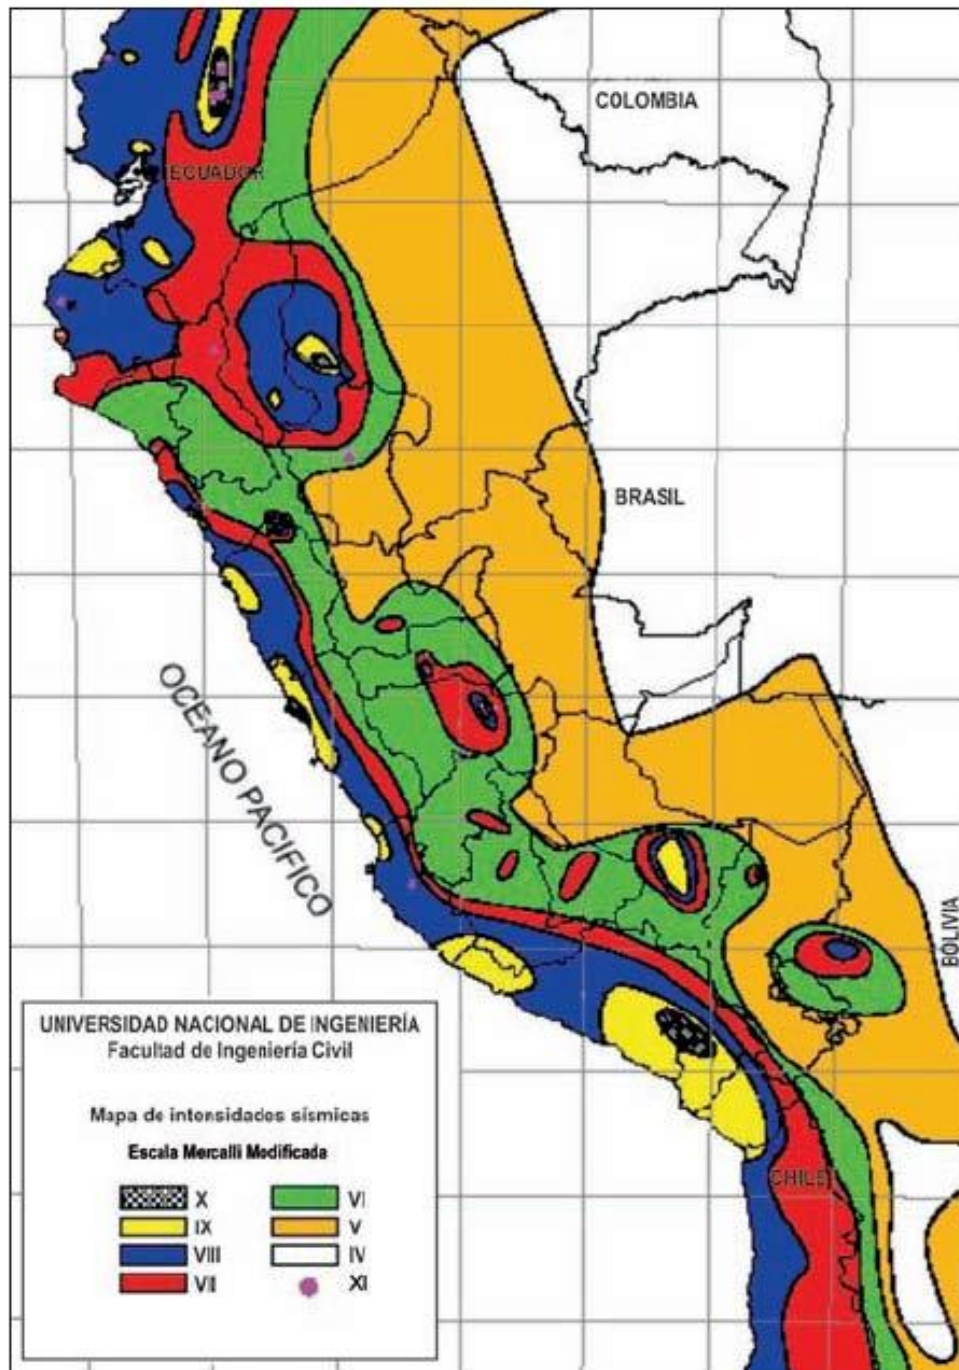 COLOMBIA
ECUADOR
BRASIL
OCEANO PACIFICO
BOLIVIA
UNIVERSIDAD NACIONAL DE INGENIERÍA
Facultad de Ingeniería Civil
Mapa de intensidades sísmicas
Escala Mercalli Modificada
X VI
IX V
VIII IV
VII XI
CHILE